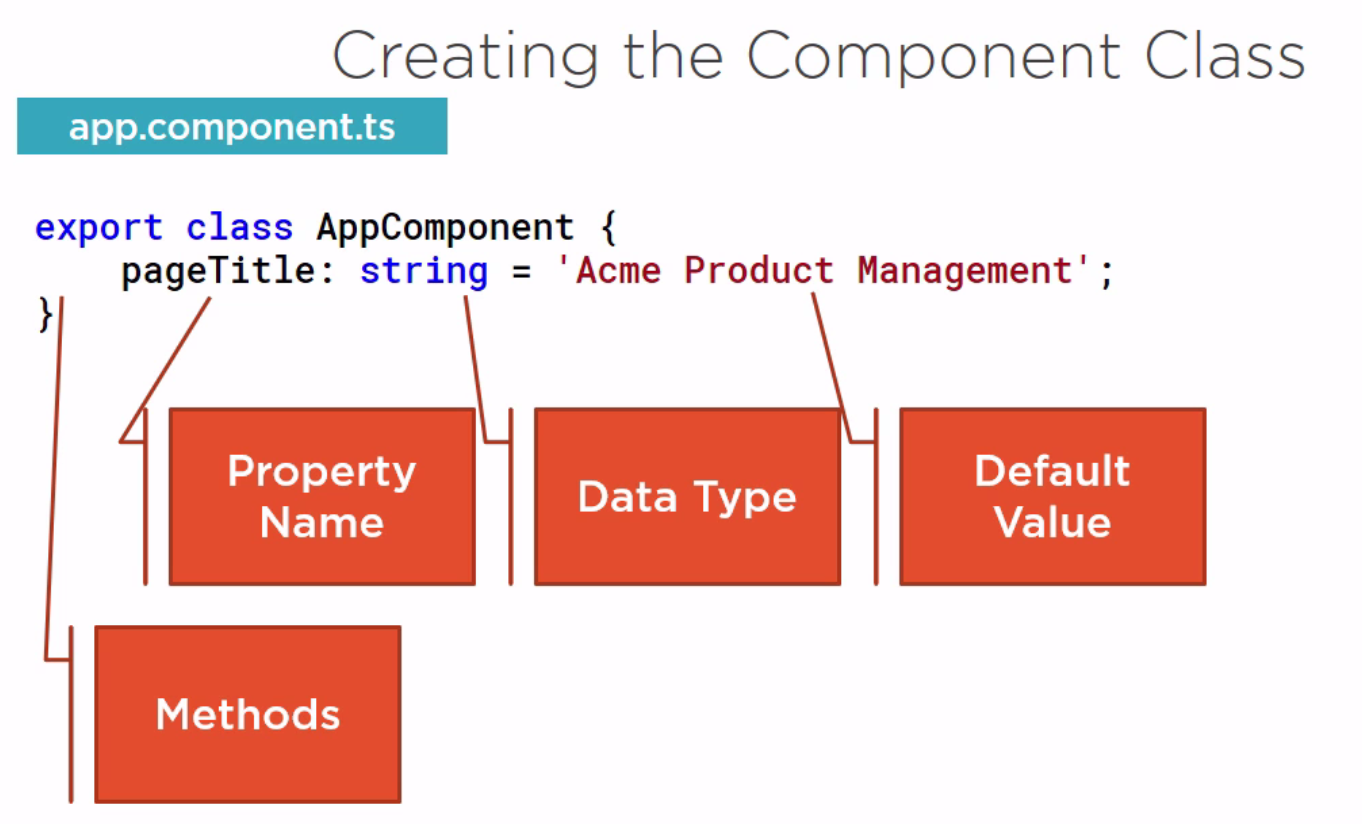 Creating the Component Class
app.component.ts
export class AppComponent {
    pageTitle: string = 'Acme Product Management';
}
Property
Name
Data Type
Default
Value
Methods